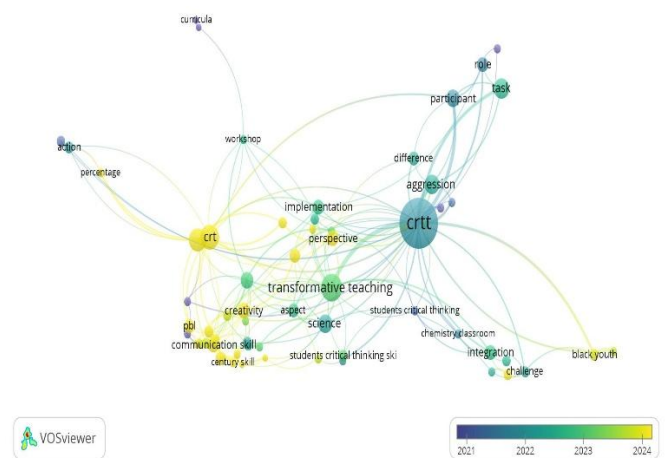 curricula
role
task
participant
workshop
action
difference
percentage
aggression
implementation
crtt
crt
perspective
transformative teaching
creativity
aspect
students critical thinking
science
pbl
chemistry classroom
communication skill
integration
students critical thinking ski
black youth
century skill
challenge
VOSviewer
2021 2022 2023 2024